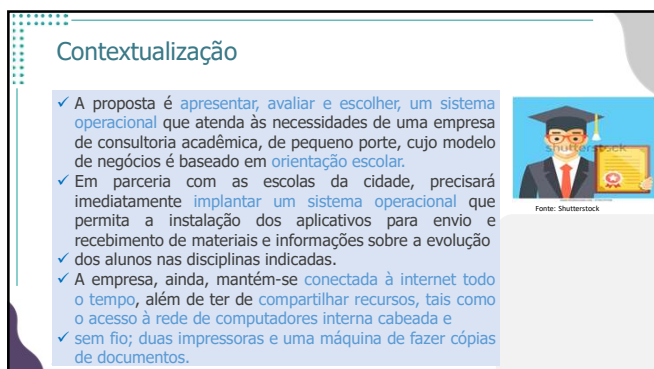 Contextualização
✓ A proposta é apresentar, avaliar e escolher, um sistema
operacional que atenda às necessidades de uma empresa
de consultoria acadêmica, de pequeno porte, cujo modelo
de negócios é baseado em orientação escolar.
✓ Em parceria com as escolas da cidade, precisará
imediatamente implantar um sistema operacional que
permita a instalação dos aplicativos para envio e
recebimento de materiais e informações sobre a evolução
✓ dos alunos nas disciplinas indicadas.
✓ A empresa, ainda, mantém-se conectada à internet todo
o tempo, além de ter de compartilhar recursos, tais como
o acesso à rede de computadores interna cabeada e
✓ sem fio; duas impressoras e uma máquina de fazer cópias
de documentos.
shutterstock
Fonte: Shutterstock